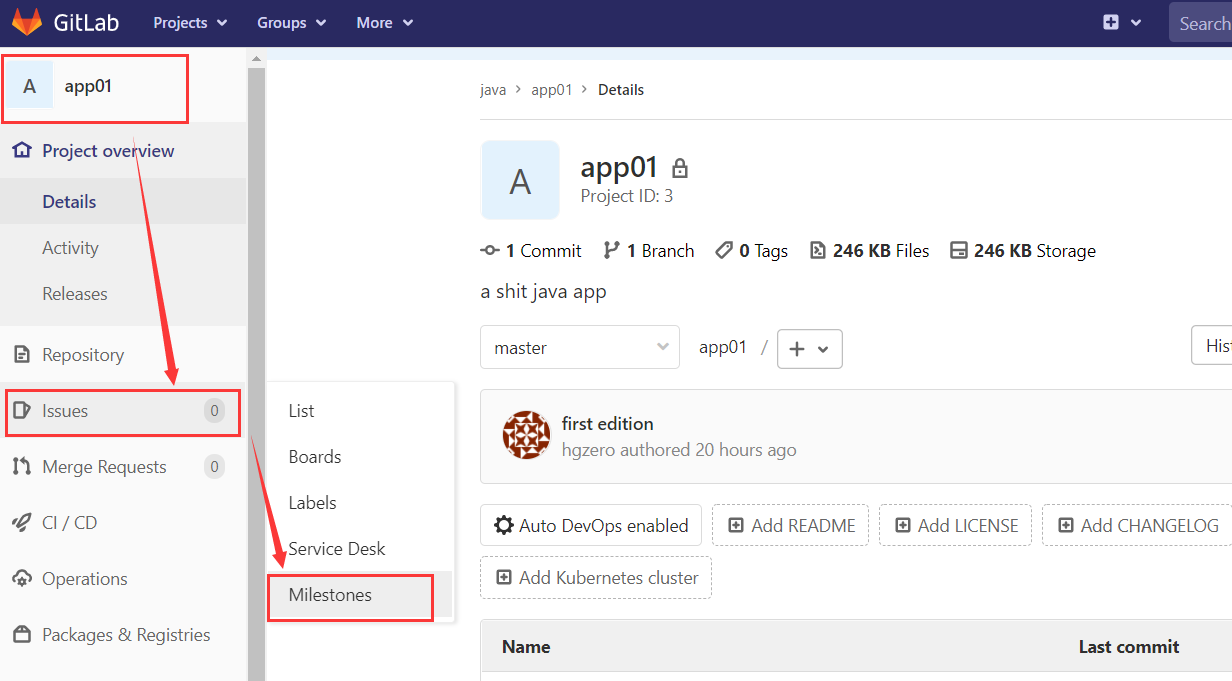 GitLab Projects Groups More Search
A app01
Project overview
Details
Activity
Releases
Repository
Issues 0
Merge Requests 0
CI / CD
Operations
Packages & Registries
List
Boards
Labels
Service Desk
Milestones
java > app01 > Details
A app01
Project ID: 3
1 Commit 1 Branch 0 Tags 246 KB Files 246 KB Storage
a shit java app
master app01 / + His
first edition
hgzero authored 20 hours ago
Auto DevOps enabled Add README Add LICENSE Add CHANGELOG
Add Kubernetes cluster
Name Last commit